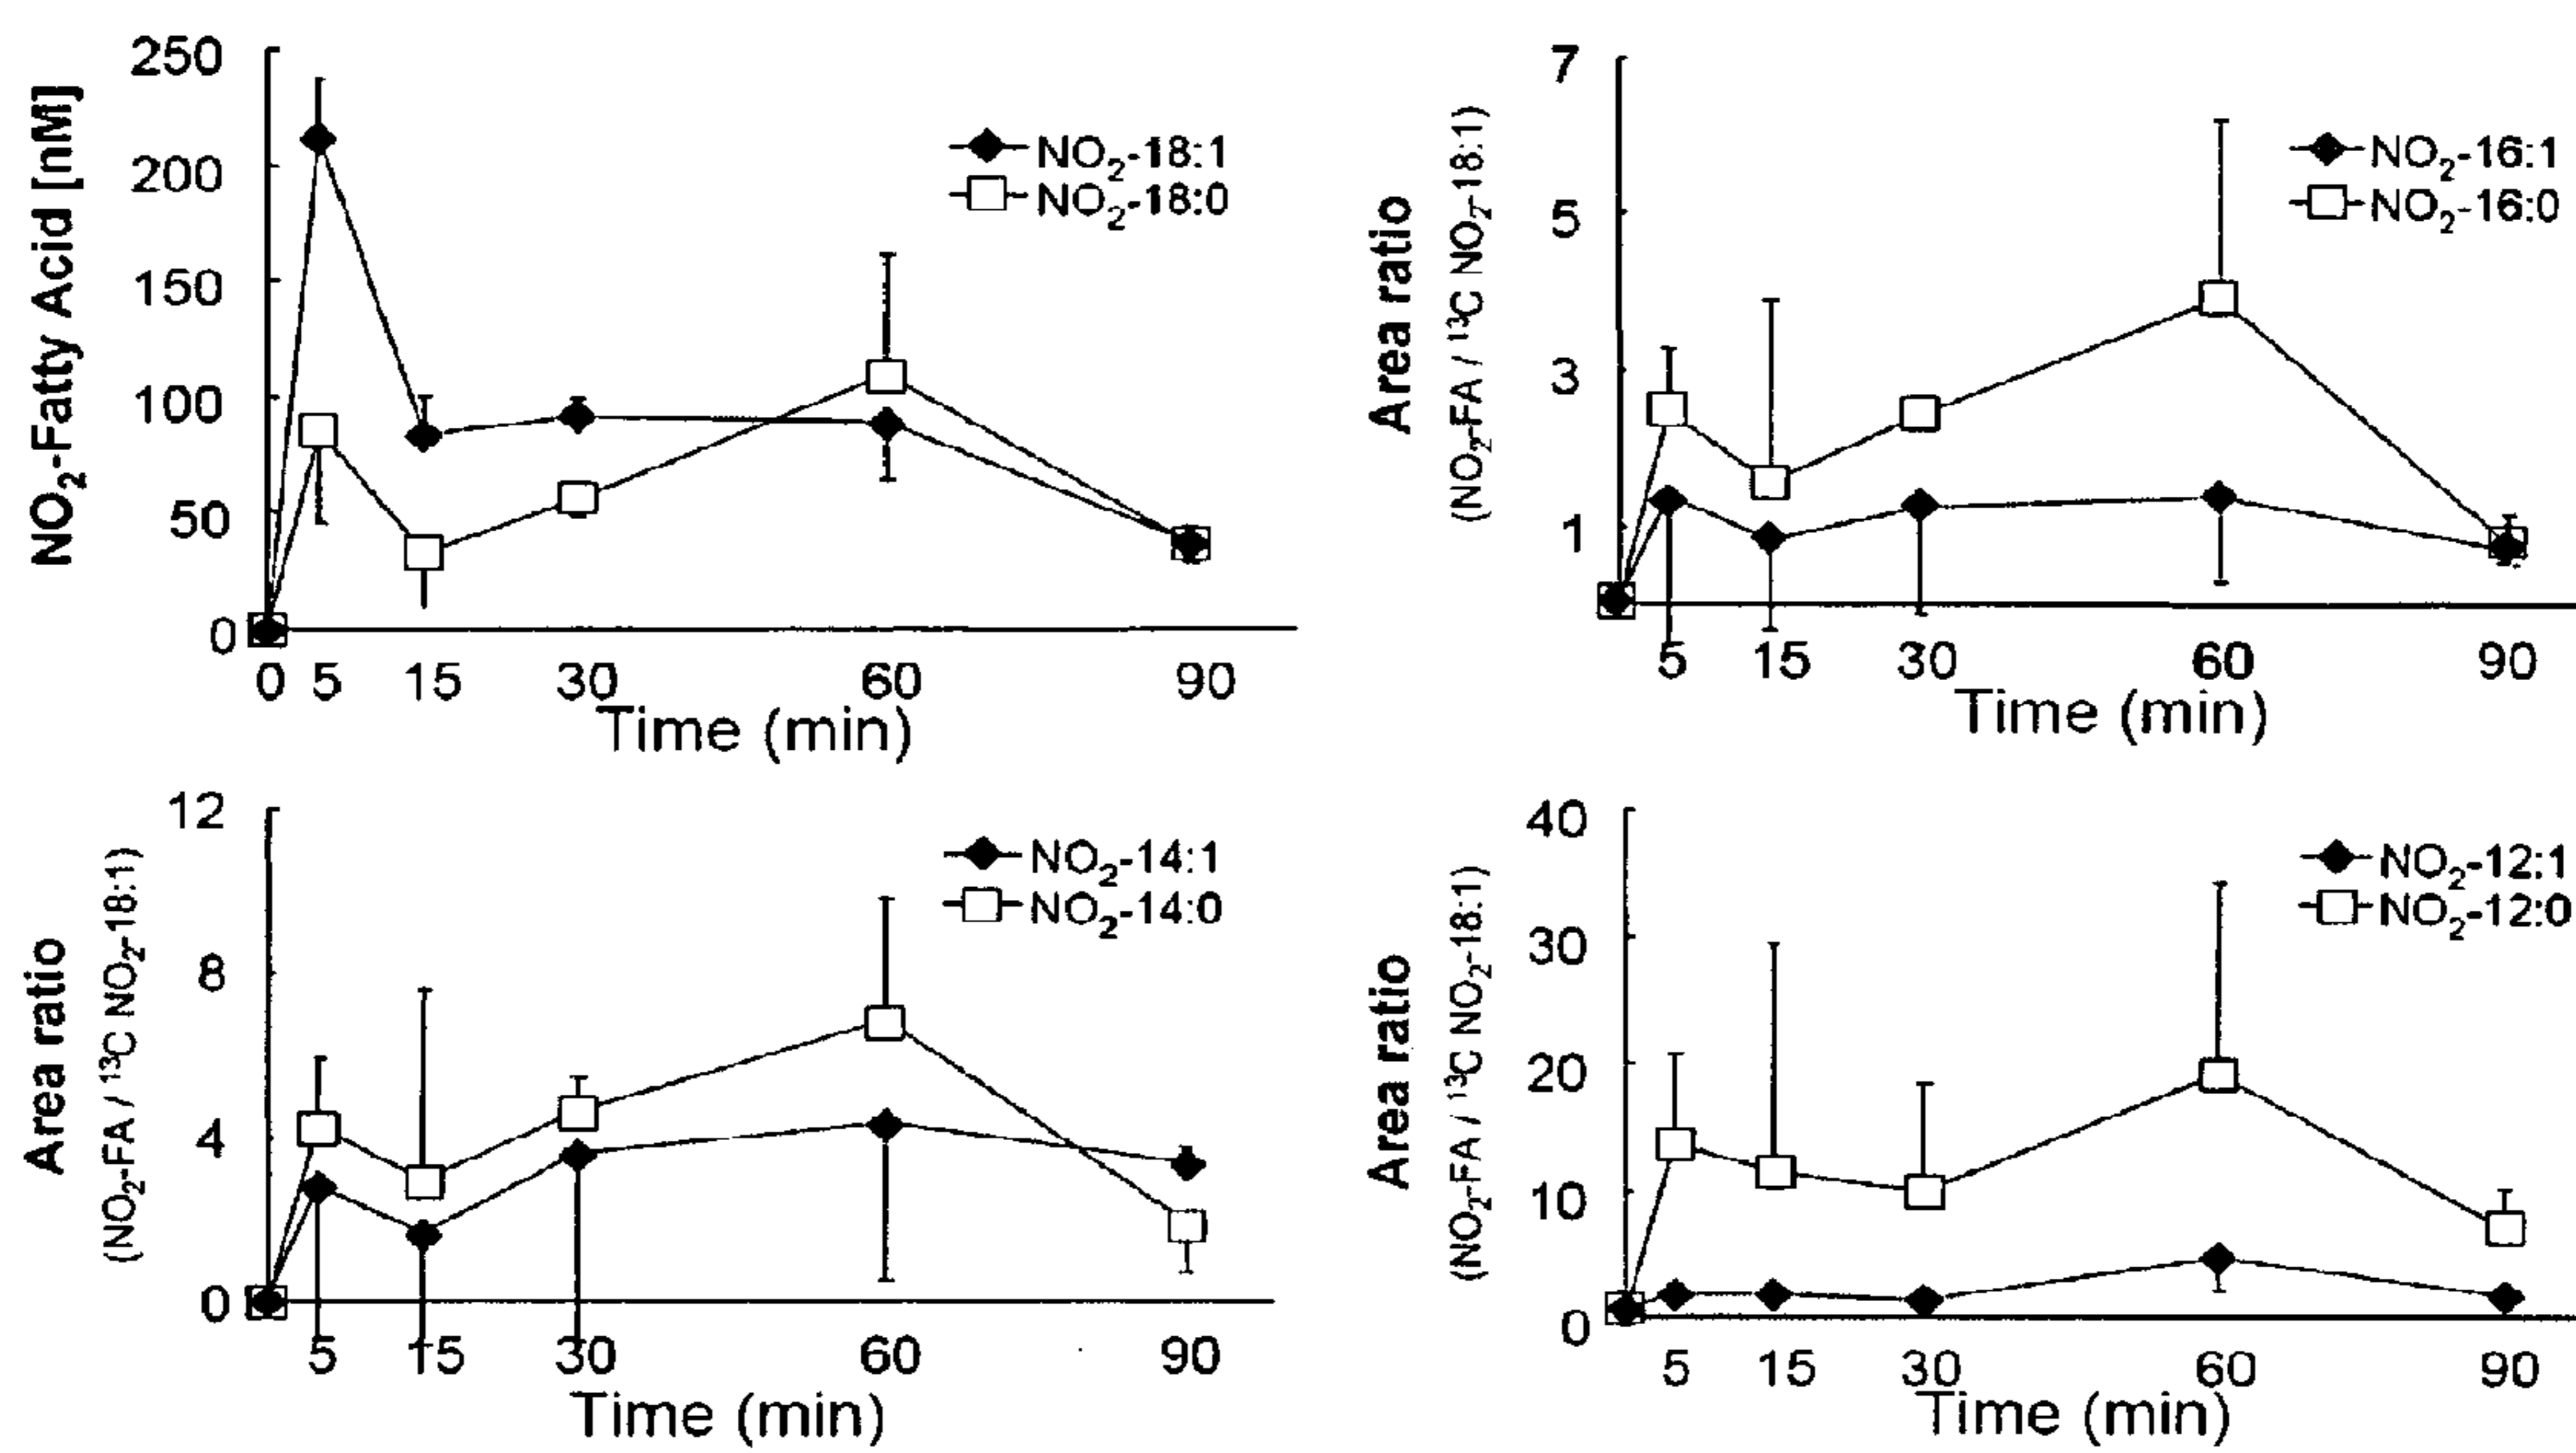 NO₂-Fatty Acid [nM]
250
200
150
100
50
0
NO₂-18:1
NO₂-18:0
0 5 15 30 60 90
Time (min)
Area ratio
(NO₂-FA / ¹³C NO₂-18:1)
7
5
3
1
NO₂-16:1
NO₂-16:0
5 15 30 60 90
Time (min)
Area ratio
(NO₂-FA / ¹³C NO₂-18:1)
12
8
4
0
NO₂-14:1
NO₂-14:0
5 15 30 60 90
Time (min)
Area ratio
(NO₂-FA / ¹³C NO₂-18:1)
40
30
20
10
0
NO₂-12:1
NO₂-12:0
5 15 30 60 90
Time (min)